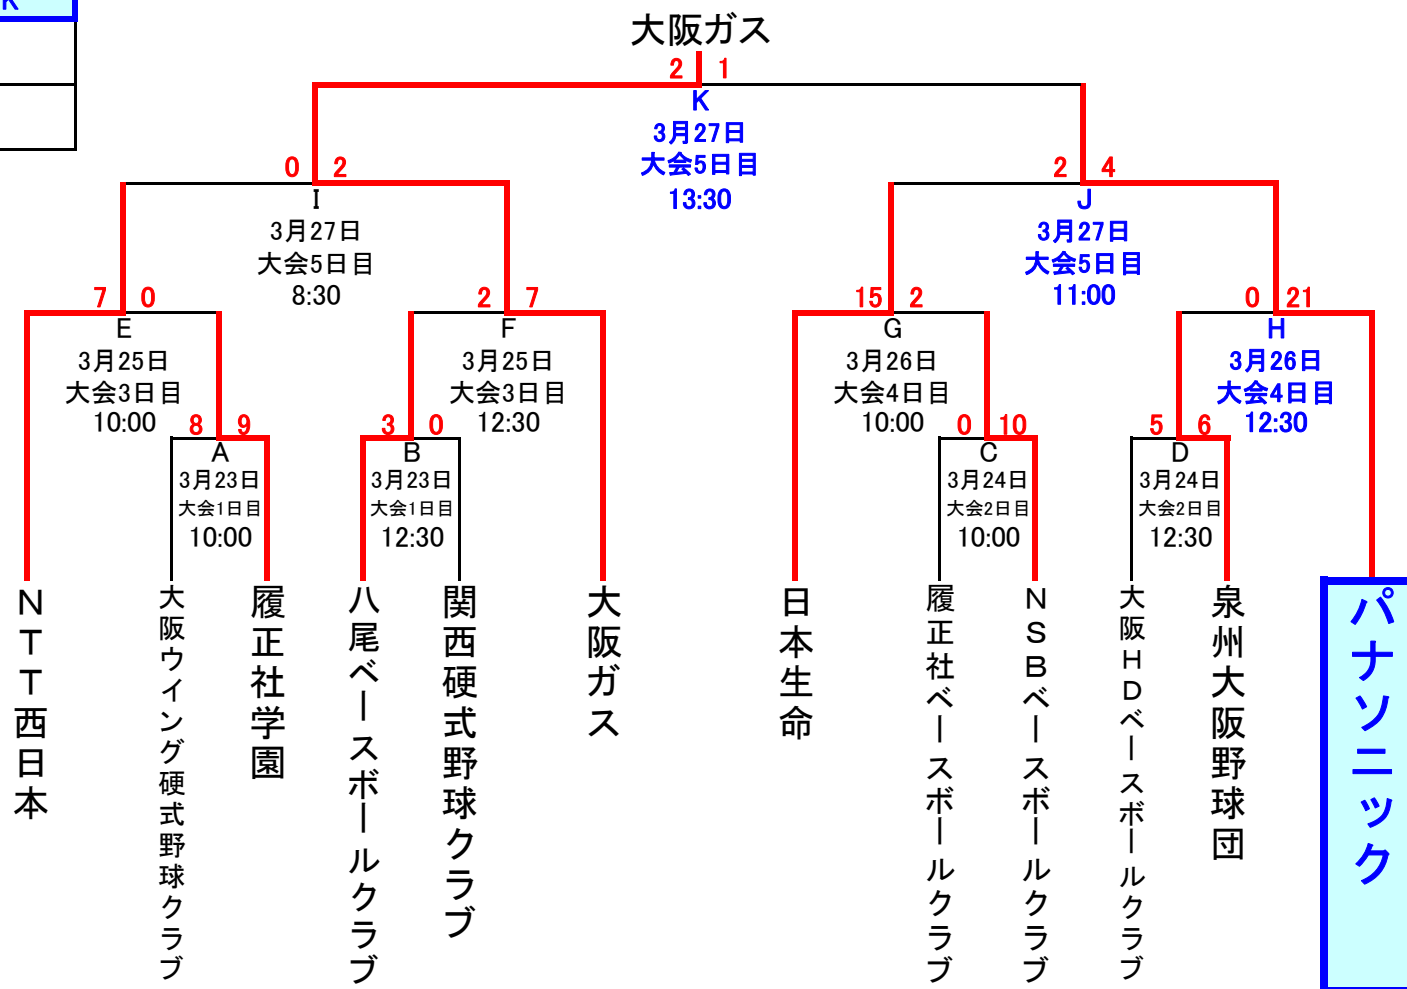 K
大阪ガス
2 1
K
3月27日
大会5日目
13:30
0 2
I
3月27日
大会5日目
8:30
2 4
J
3月27日
大会5日目
11:00
7 0
E
3月25日
大会3日目
10:00
2 7
F
3月25日
大会3日目
12:30
15 2
G
3月26日
大会4日目
10:00
0 21
H
3月26日
大会4日目
12:30
8 9
A
3月23日
大会1日目
10:00
3 0
B
3月23日
大会1日目
12:30
0 10
C
3月24日
大会2日目
10:00
5 6
D
3月24日
大会2日目
12:30
NTT西日本
大阪ウイング硬式野球クラブ
履正社学園
八尾ベースボールクラブ
関西硬式野球クラブ
大阪ガス
日本生命
履正社ベースボールクラブ
NSBベースボールクラブ
大阪HDベースボールクラブ
泉州大阪野球団
パナソニック